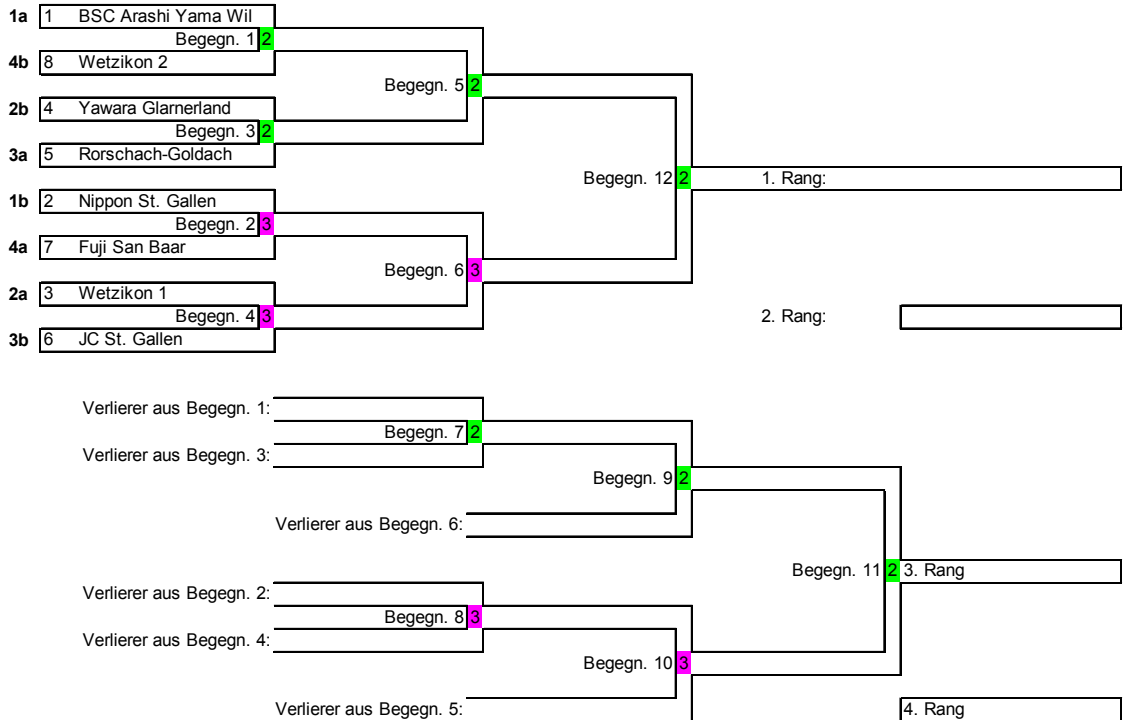 1a 1 BSC Arashi Yama Wil
Begegn. 1 2
4b 8 Wetzikon 2
Begegn. 5 2
2b 4 Yawara Glarnerland
Begegn. 3 2
3a 5 Rorschach-Goldach
Begegn. 12 2 1. Rang:
1b 2 Nippon St. Gallen
Begegn. 2 3
4a 7 Fuji San Baar
Begegn. 6 3
2a 3 Wetzikon 1
Begegn. 4 3 2. Rang:
3b 6 JC St. Gallen
Verlierer aus Begegn. 1:
Begegn. 7 2
Verlierer aus Begegn. 3:
Begegn. 9 2
Verlierer aus Begegn. 6:
Begegn. 11 2 3. Rang
Verlierer aus Begegn. 2:
Begegn. 8 3
Verlierer aus Begegn. 4:
Begegn. 10 3
Verlierer aus Begegn. 5: 4. Rang